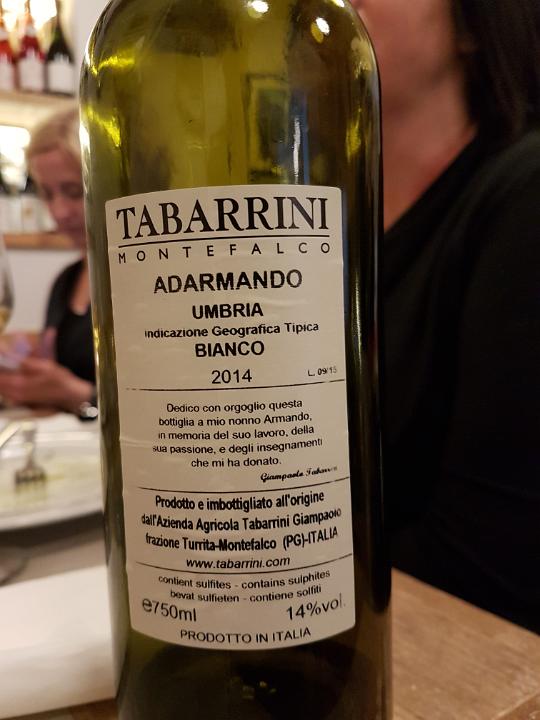 TABARRINI
MONTEFALCO
ADARMANDO
UMBRIA
Indicazione Geografica Tipica
BIANCO
2014 L. 09/15
Dedico con orgoglio questa
bottiglia a mio nonno Armando,
in memoria del suo lavoro, della
sua passione, e degli insegnamenti
che mi ha donato.
Giampaolo Tabarrini
Prodotto e imbottigliato all'origine
dall'Azienda Agricola Tabarrini Giampaolo
frazione Turrita-Montefalco (PG)-ITALIA
www.tabarrini.com
contient sulfites - contains sulphites
bevat sulfieten - contiene solfiti
e750ml 14%vol.
PRODOTTO IN ITALIA